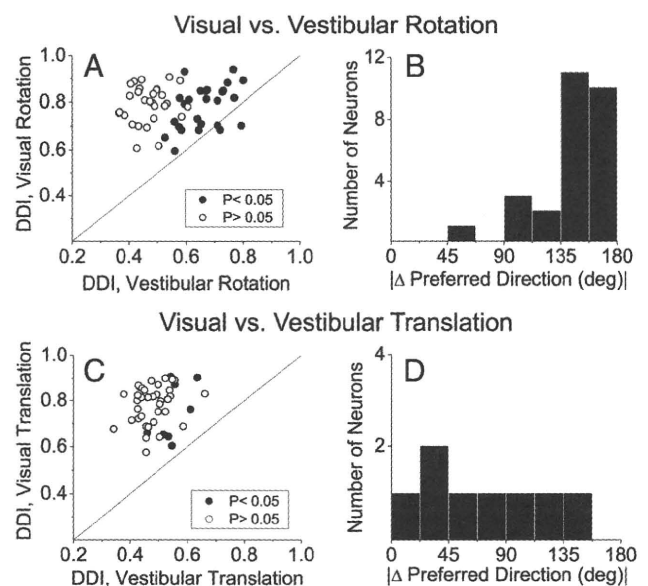 Visual vs. Vestibular Rotation
A
DDI, Visual Rotation
1.0
0.8
0.6
0.4
0.2
0.4
0.6
0.8
1.0
P< 0.05
P> 0.05
DDI, Vestibular Rotation
B
Number of Neurons
12
8
4
0
45
90
135
180
|Δ Preferred Direction (deg)|
Visual vs. Vestibular Translation
C
DDI, Visual Translation
1.0
0.8
0.6
0.4
0.2
0.4
0.6
0.8
1.0
P< 0.05
P> 0.05
DDI, Vestibular Translation
D
Number of Neurons
4
2
0
45
90
135
180
|Δ Preferred Direction (deg)|